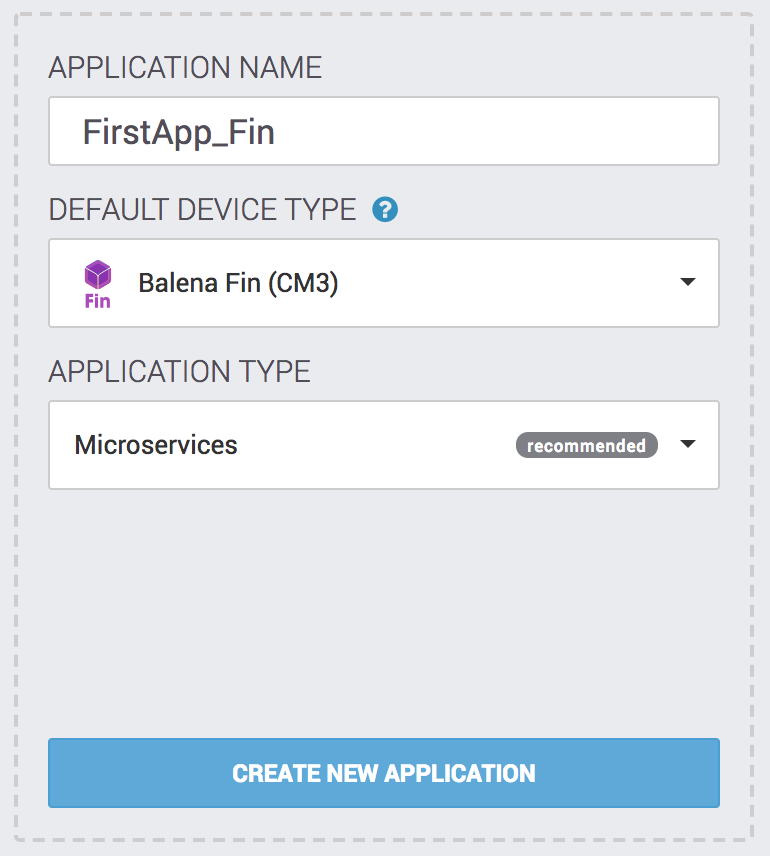 APPLICATION NAME
FirstApp_Fin
DEFAULT DEVICE TYPE ?
Fin Balena Fin (CM3)
APPLICATION TYPE
Microservices recommended
CREATE NEW APPLICATION